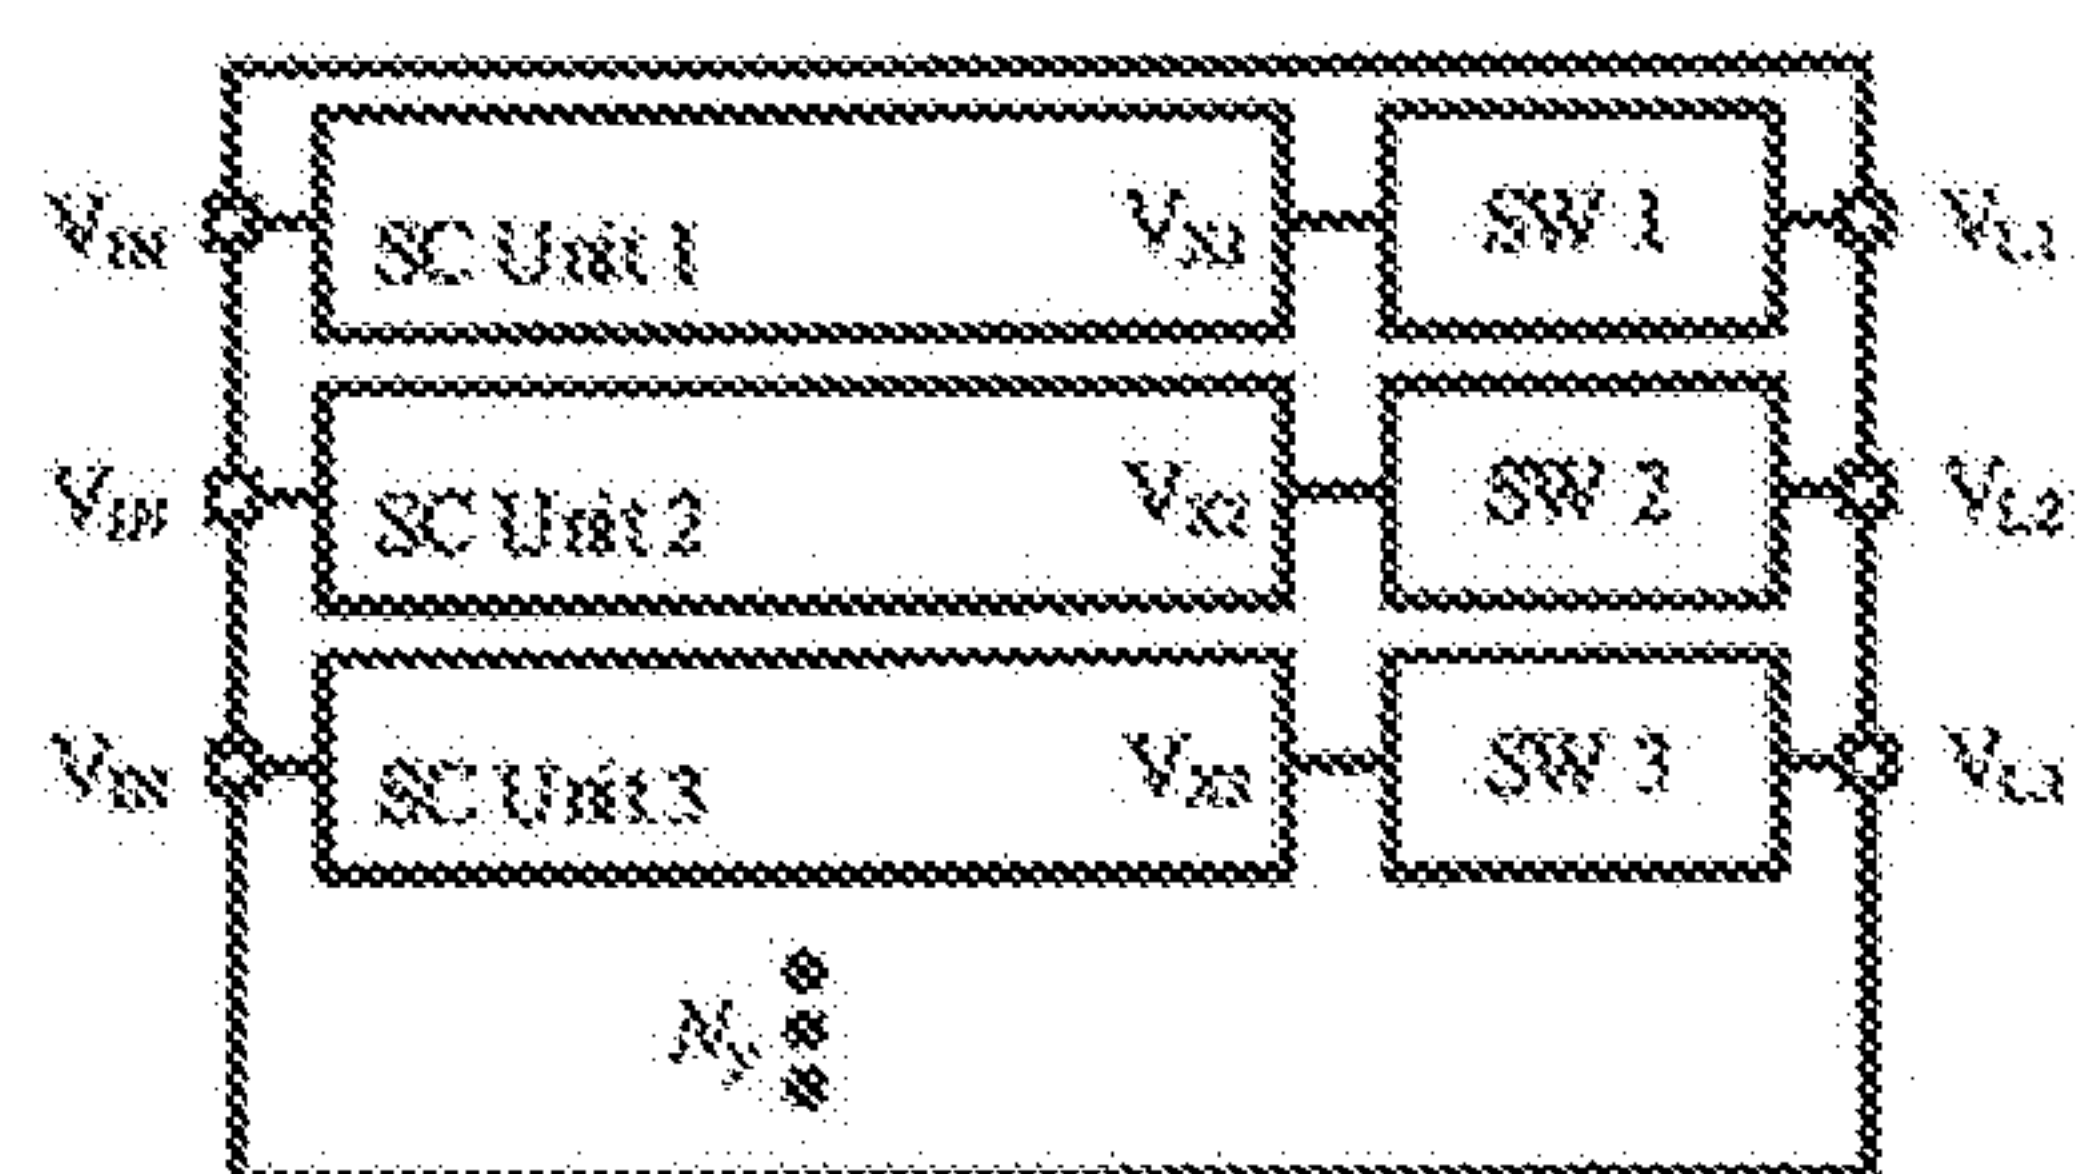 V_IN SC Unit 1 V_X1 SW 1 V_L1
V_IN SC Unit 2 V_X2 SW 2 V_L2
V_IN SC Unit 3 V_X3 SW 3 V_L3